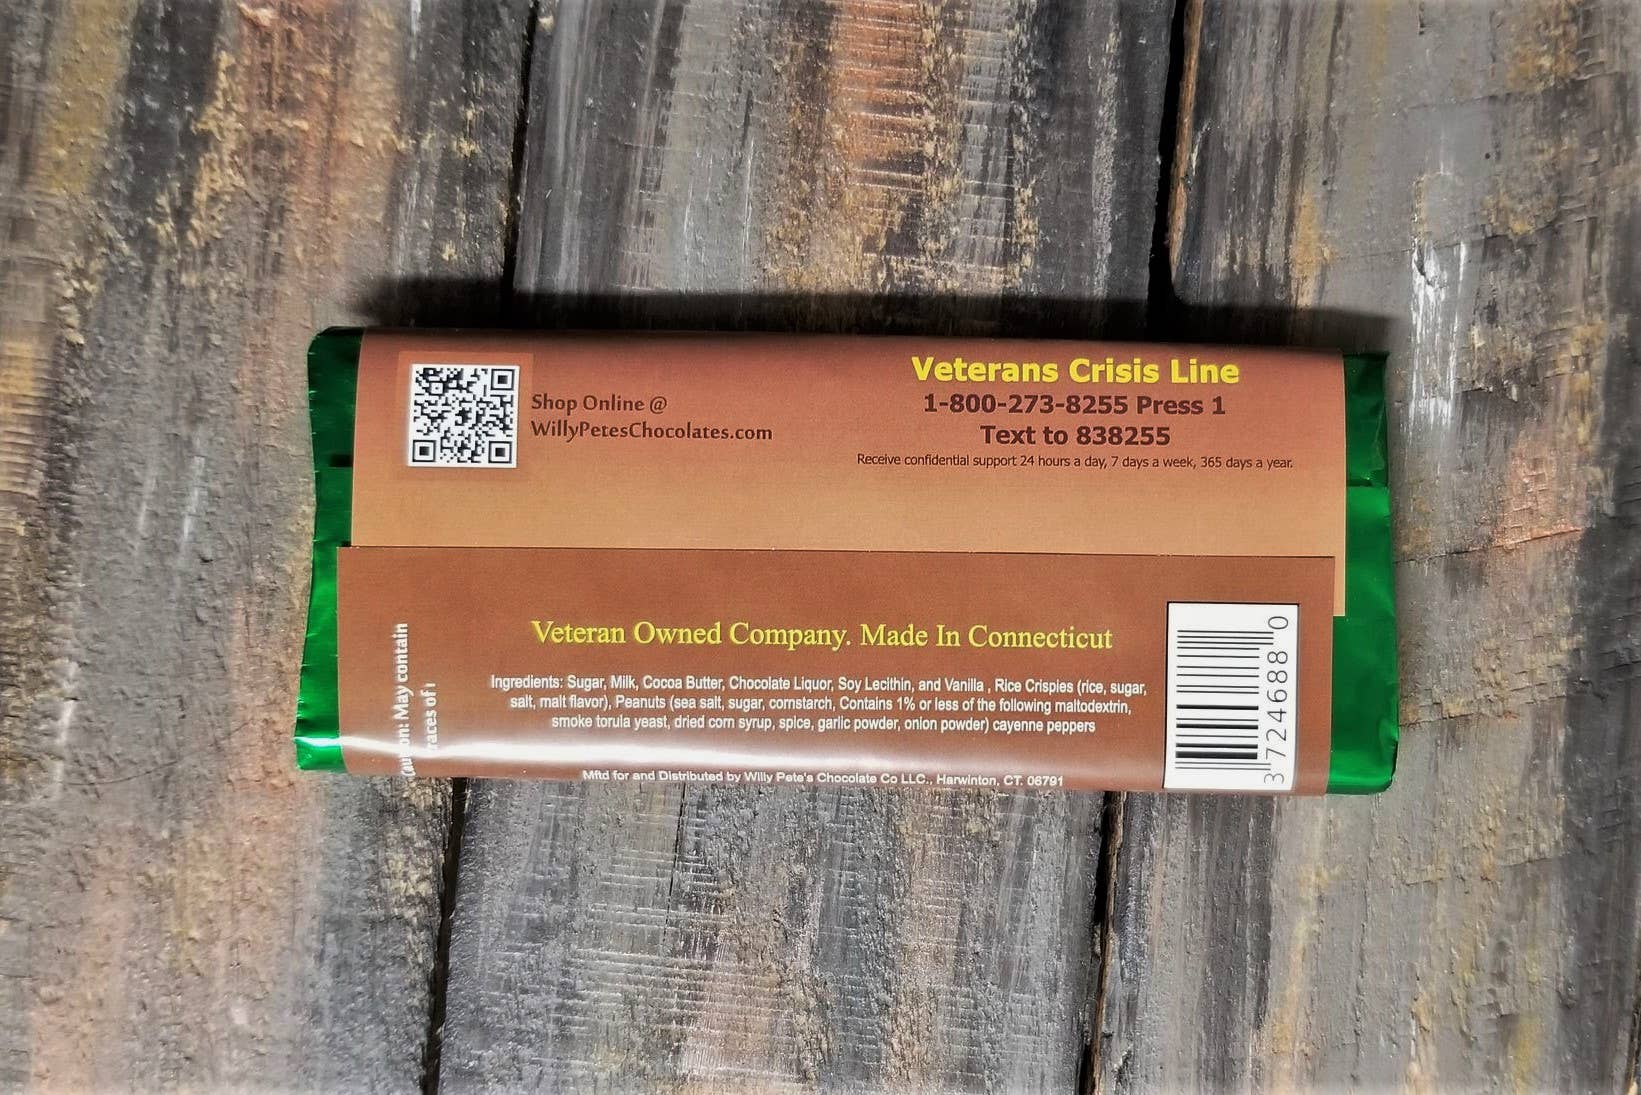 Shop Online @
WillyPetesChocolates.com
Veterans Crisis Line
1-800-273-8255 Press 1
Text to 838255
Receive confidential support 24 hours a day, 7 days a week, 365 days a year.
May contain
of
Veteran Owned Company. Made In Connecticut
Ingredients: Sugar, Milk, Cocoa Butter, Chocolate Liquor, Soy Lecithin, and Vanilla , Rice Crispies (rice, sugar,
salt, malt flavor), Peanuts (sea salt, sugar, cornstarch, Contains 1% or less of the following maltodextrin,
smoke torula yeast, dried corn syrup, spice, garlic powder, onion powder) cayenne peppers
Mftd for and Distributed by Willy Pete's Chocolate Co LLC., Harwinton, CT. 06791
3 724688 0